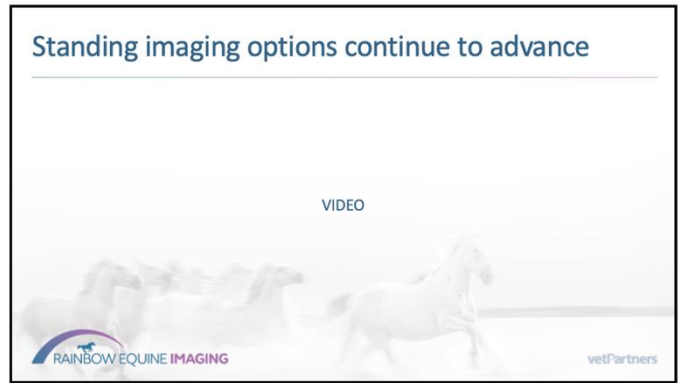 Standing imaging options continue to advance
VIDEO
RAINBOW EQUINE IMAGING
vetPartners